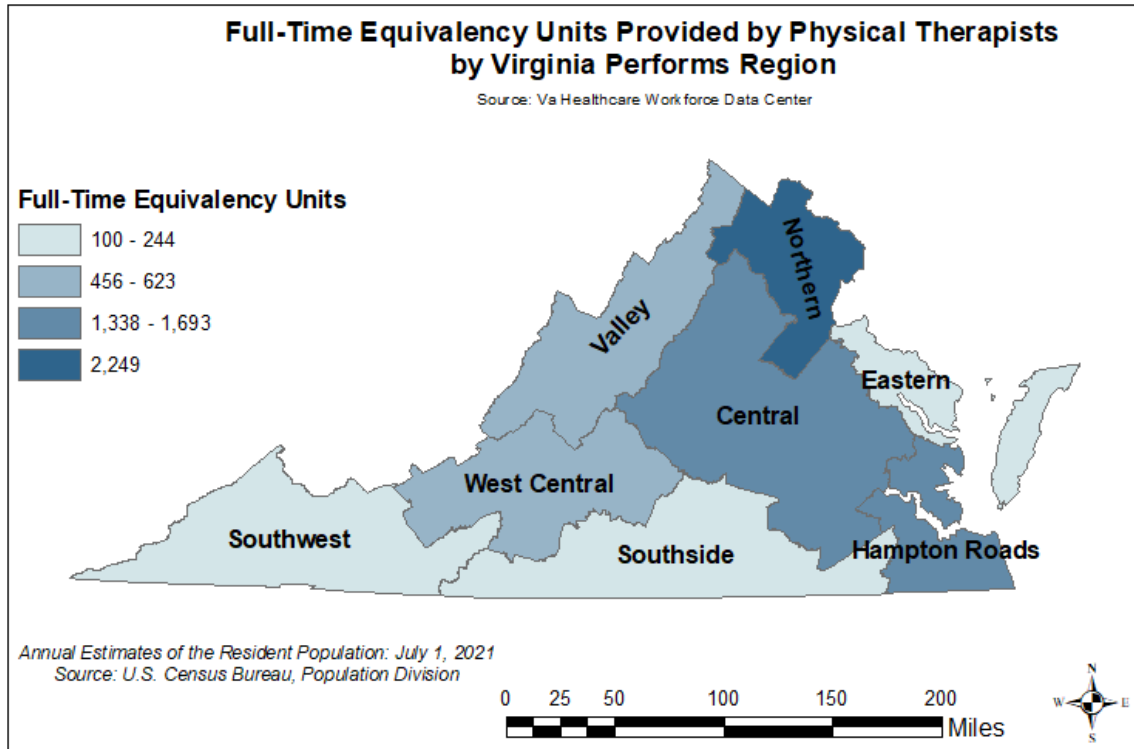 Full-Time Equivalency Units Provided by Physical Therapists
by Virginia Performs Region
Source: Va Healthcare Workforce Data Center
Full-Time Equivalency Units
100 - 244
456 - 623
1,338 - 1,693
2,249
Northern
Valley
Eastern
Central
West Central
Southwest
Southside
Hampton Roads
Annual Estimates of the Resident Population: July 1, 2021
Source: U.S. Census Bureau, Population Division
0 25 50 100 150 200
Miles
N
W E
S